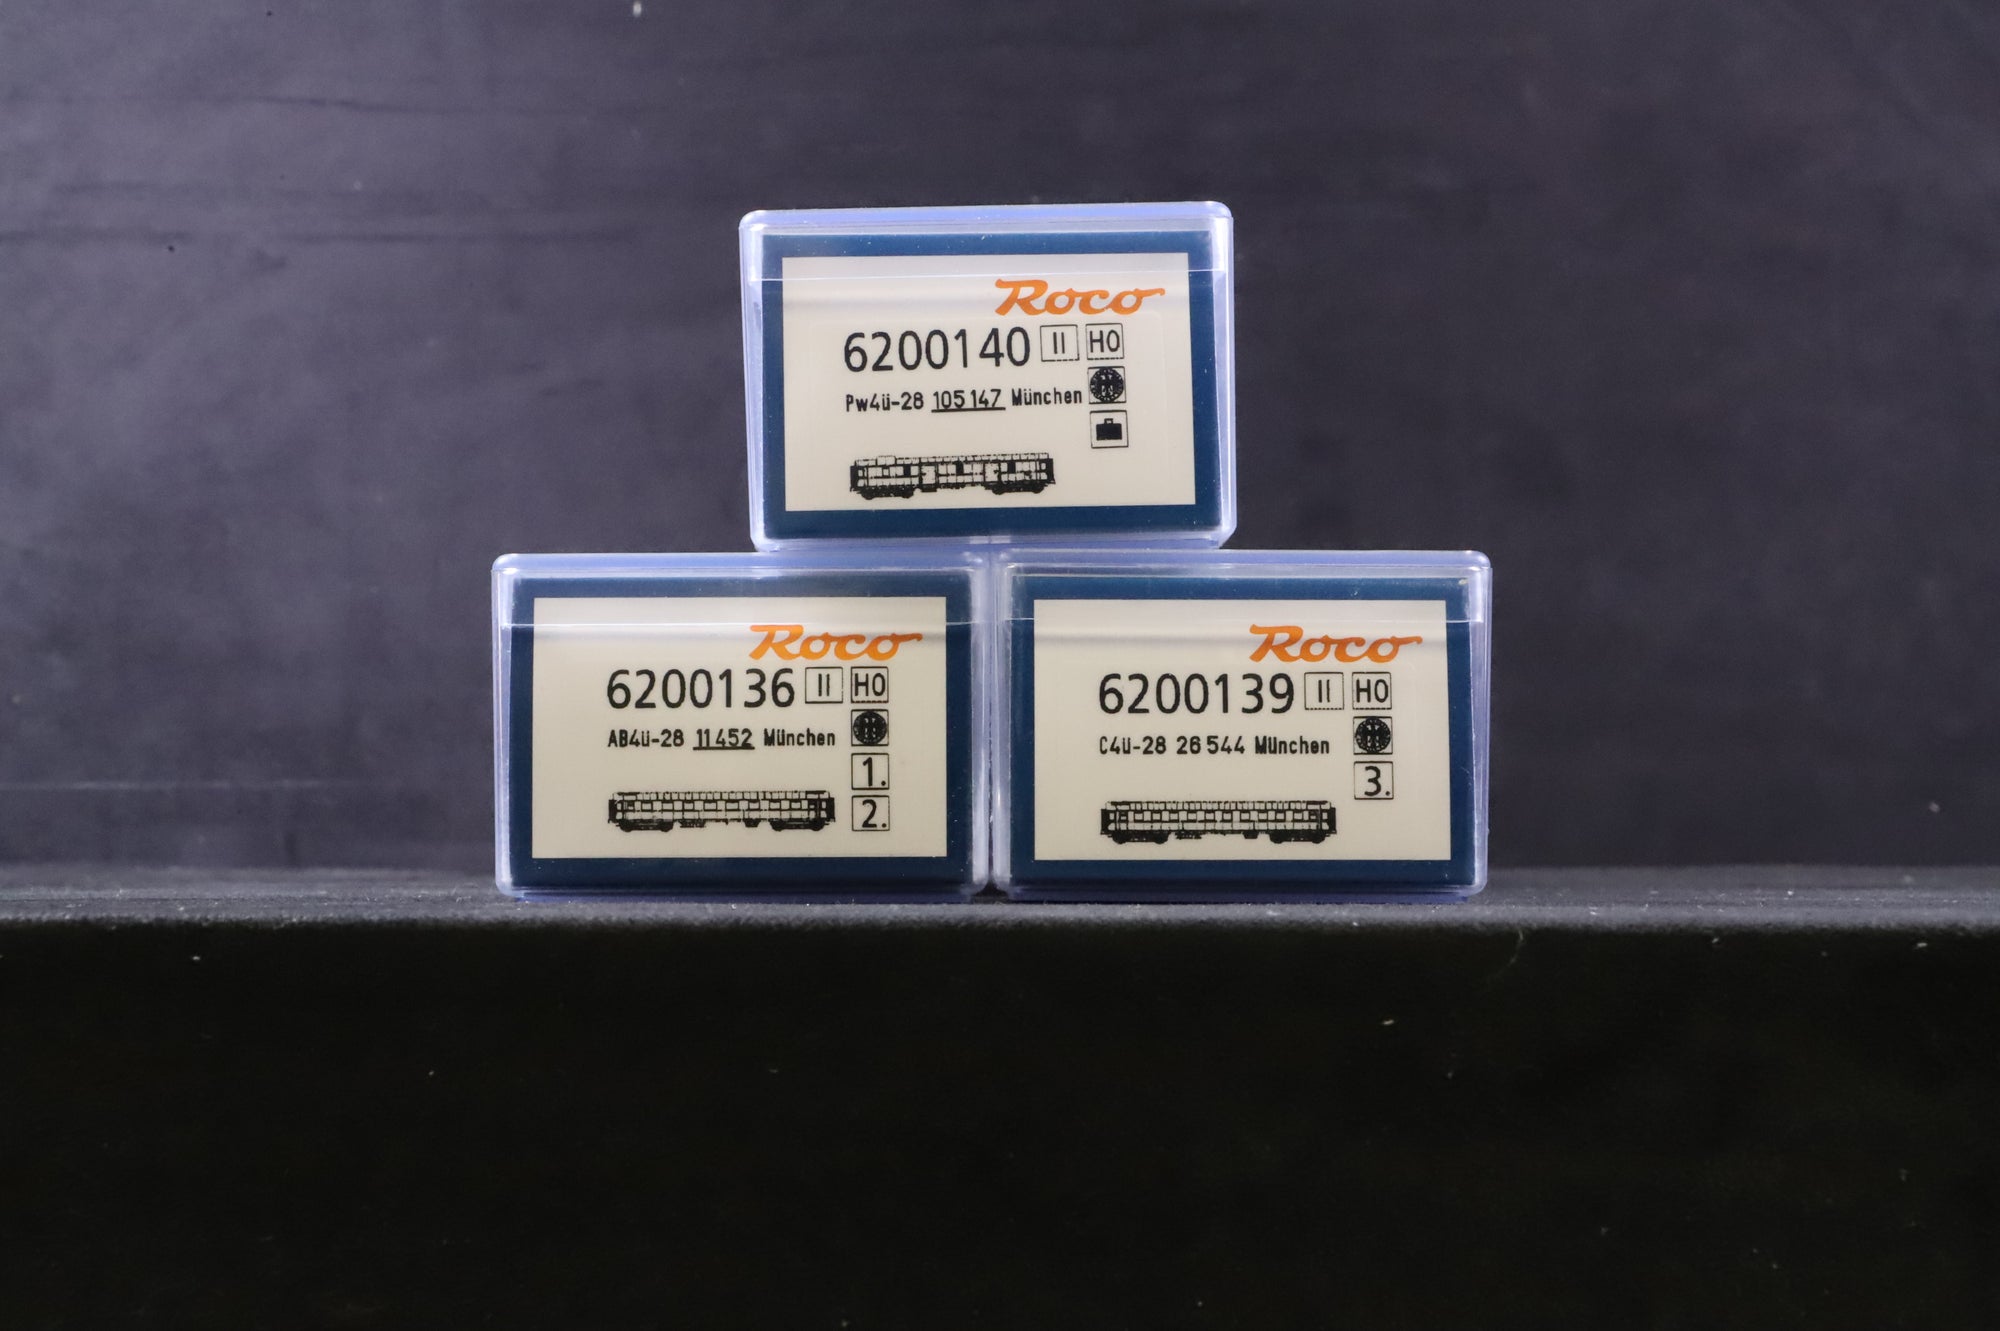 Roco
6200140 II H0
Pw4ü-28 105 147 München
Roco
6200136 II H0
AB4ü-28 11 452 München
1.
2.
Roco
6200139 II H0
C4ü-28 26 544 München
3.